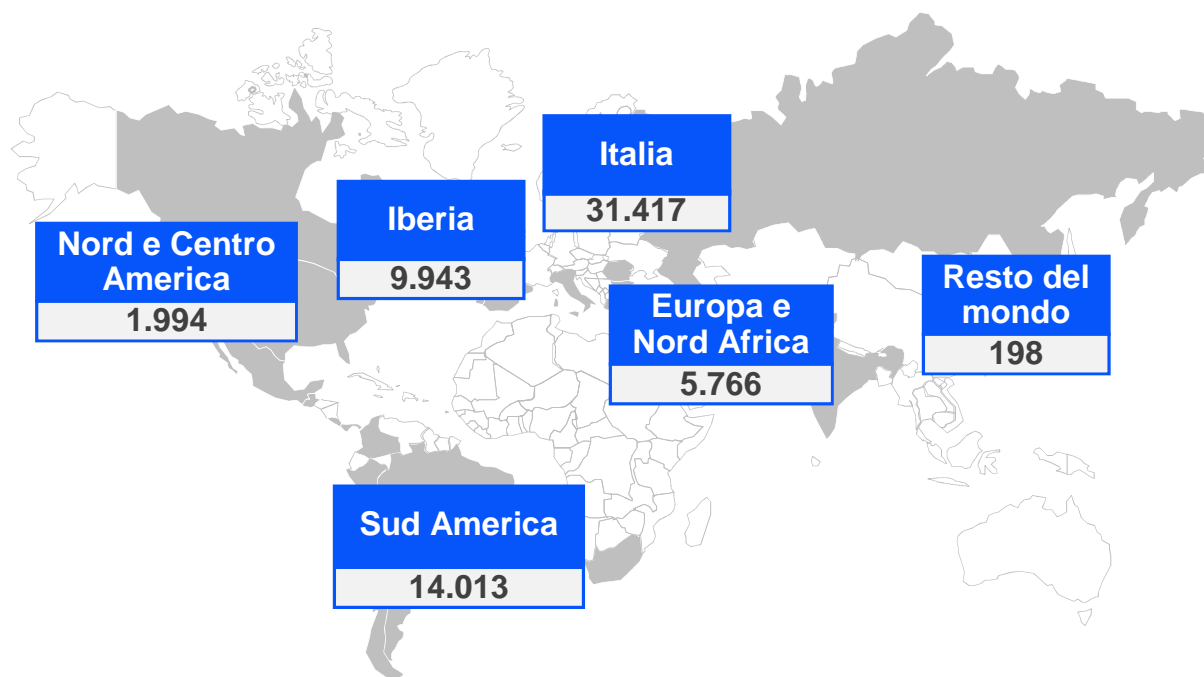 Italia
31.417
Iberia
9.943
Nord e Centro
America
1.994
Resto del
mondo
198
Europa e
Nord Africa
5.766
Sud America
14.013